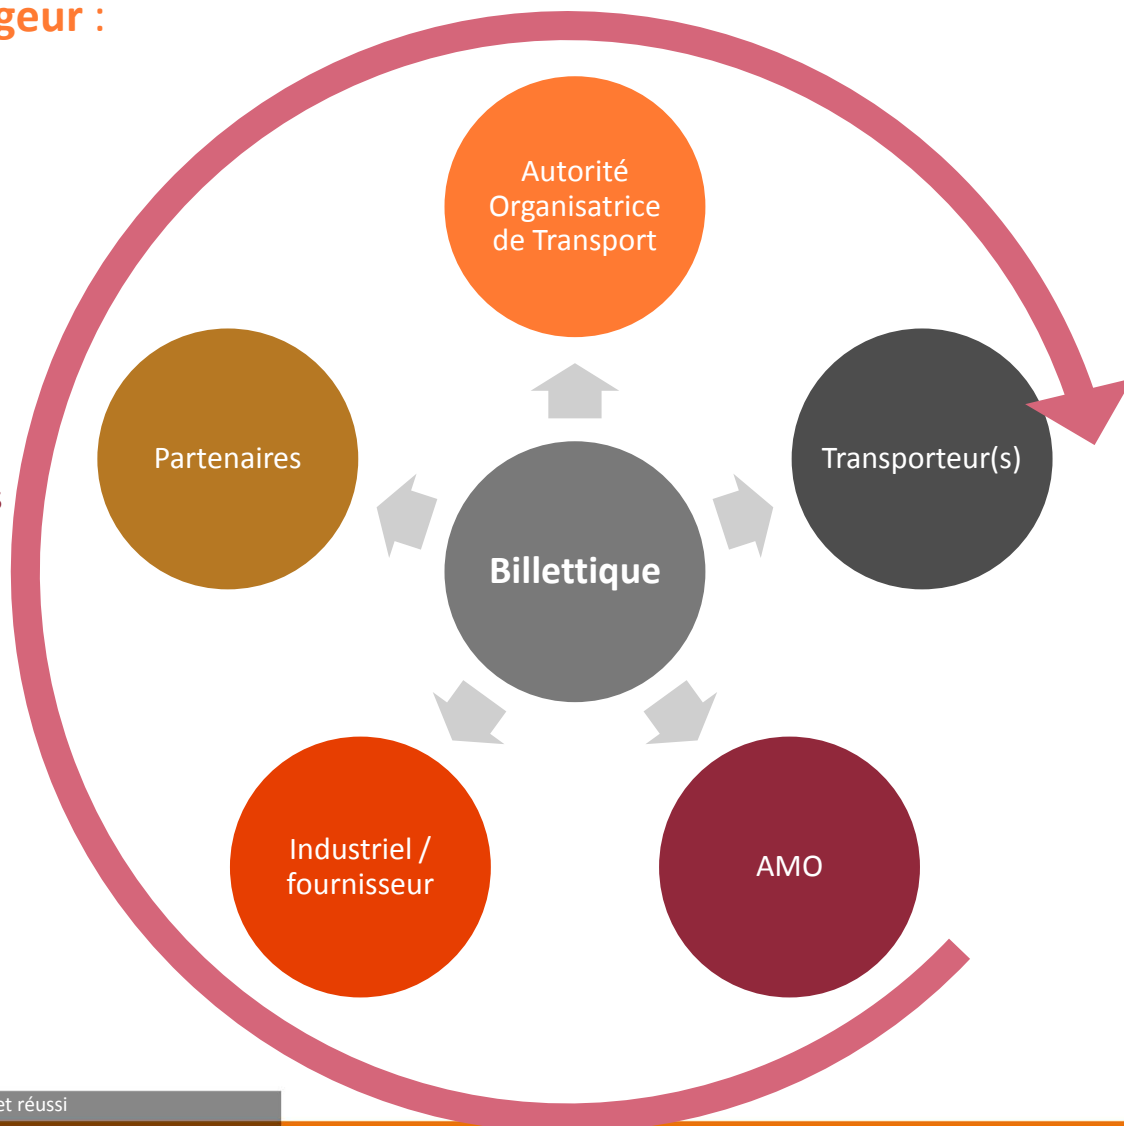 geur :
Autorité
Organisatrice
de Transport
Partenaires
Transporteur(s)
s
Billettique
Industriel /
fournisseur
AMO
et réussi